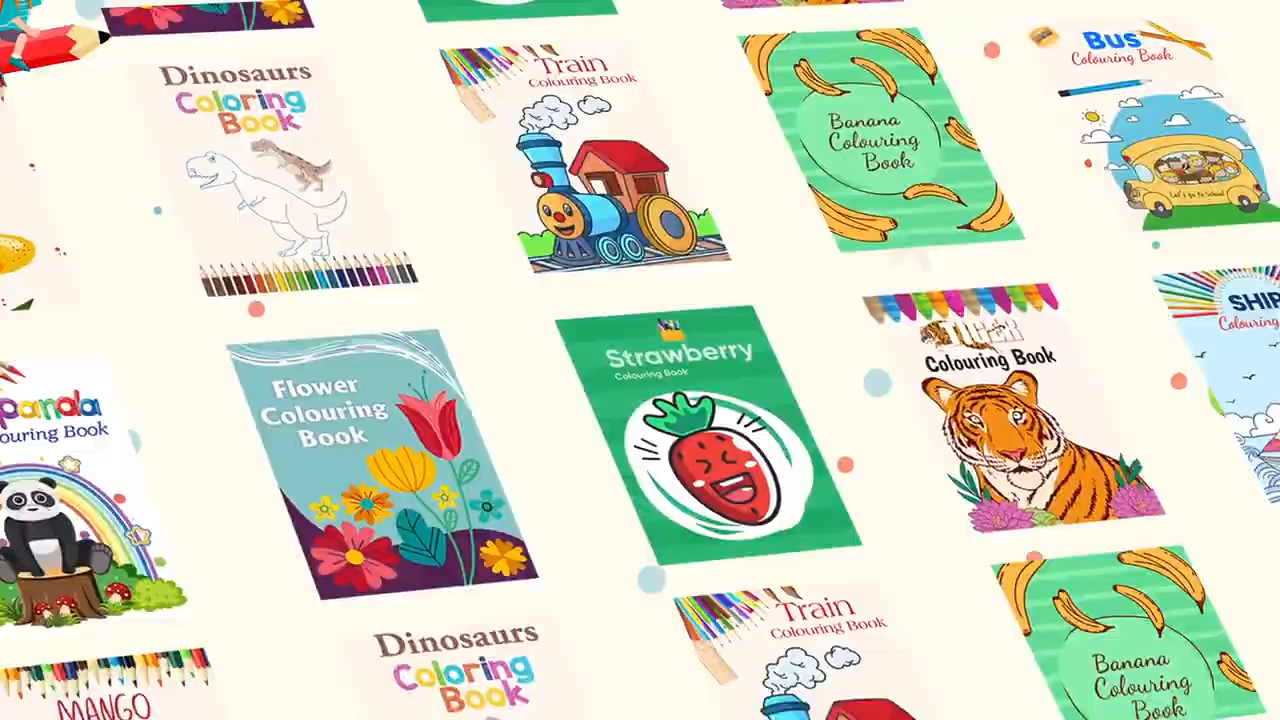 Dinosaurs
Coloring
Book
Train
Colouring Book
Banana
Colouring
Book
Bus
Colouring Book
Let's go to School
panda
ouring Book
Flower
Colouring
Book
Strawberry
Colouring Book
TIGER
Colouring Book
SHIP
Colouring
MANGO
Dinosaurs
Coloring
Book
Train
Colouring Book
Banana
Colouring
Book